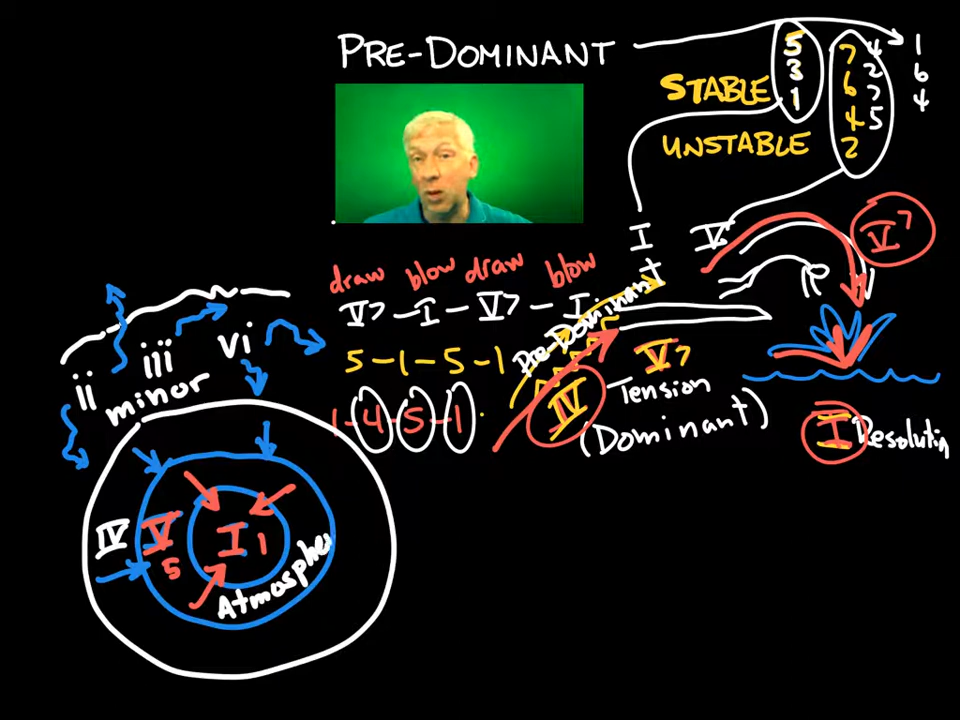 PRE-DOMINANT
5
3
1
7 4
6 2
4 7
2 5
1
6
4
STABLE
UNSTABLE
I V
V7
draw blow draw blow
V7 - I - V7 - I
5 - 1 - 5 - 1
1 - 4 - 5 - 1
Pre-Dominant
IV
V7
Tension
(Dominant)
I Resolutin
ii iii vi
minor
IV V I 1
5
Atmosphere